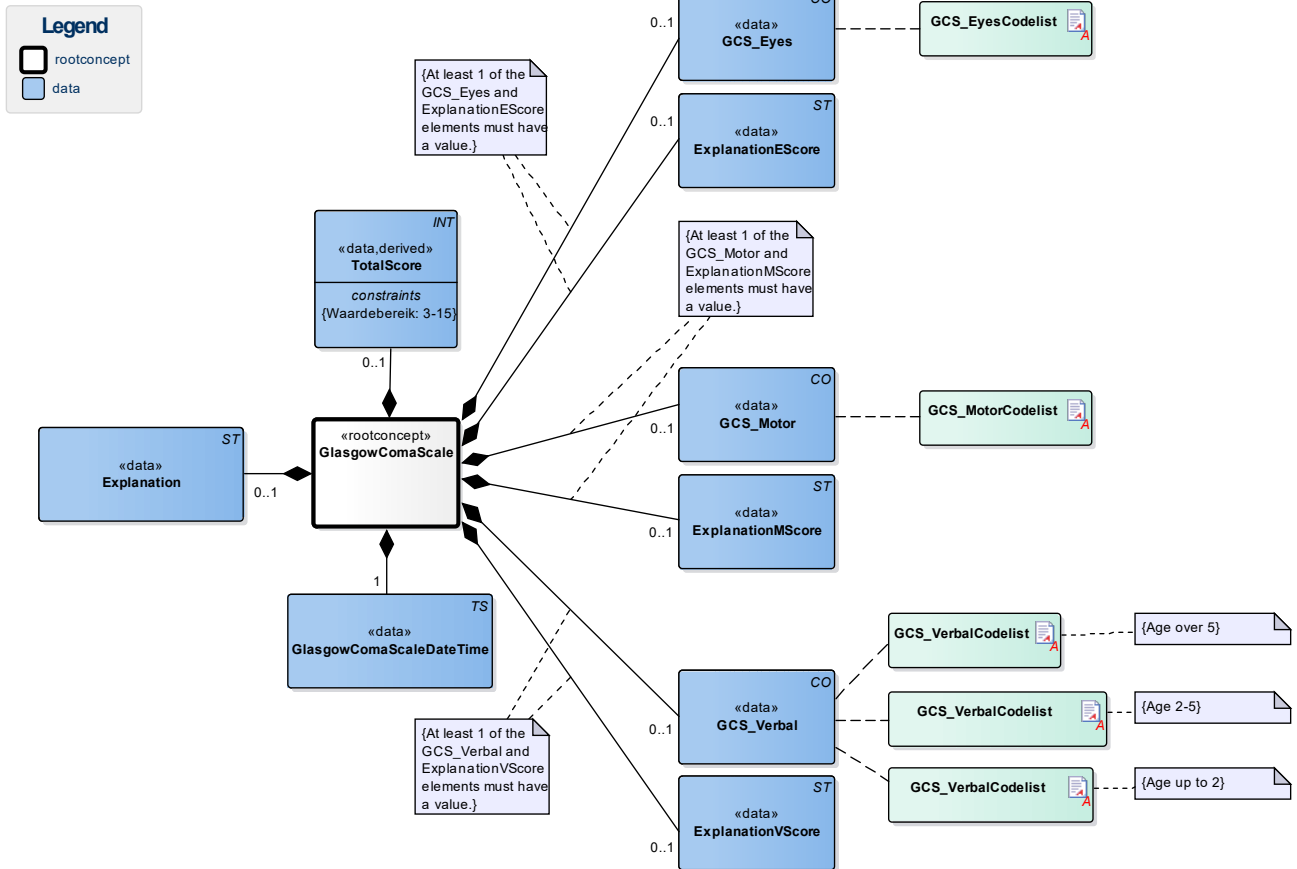 Legend
rootconcept
data
{At least 1 of the
GCS_Eyes and
ExplanationEScore
elements must have
a value.}
0..1
«data»
GCS_Eyes
GCS_EyesCodelist
A
ST
0..1
«data»
ExplanationEScore
INT
«data,derived»
TotalScore
constraints
{Waardebereik: 3-15}
0..1
{At least 1 of the
GCS_Motor and
ExplanationMScore
elements must have
a value.}
CO
«data»
GCS_Motor
0..1
GCS_MotorCodelist
A
ST
«data»
Explanation
0..1
«rootconcept»
GlasgowComaScale
ST
«data»
ExplanationMScore
0..1
1
TS
«data»
GlasgowComaScaleDateTime
{At least 1 of the
GCS_Verbal and
ExplanationVScore
elements must have
a value.}
CO
«data»
GCS_Verbal
0..1
GCS_VerbalCodelist
A
{Age over 5}
GCS_VerbalCodelist
A
{Age 2-5}
GCS_VerbalCodelist
A
{Age up to 2}
ST
«data»
ExplanationVScore
0..1